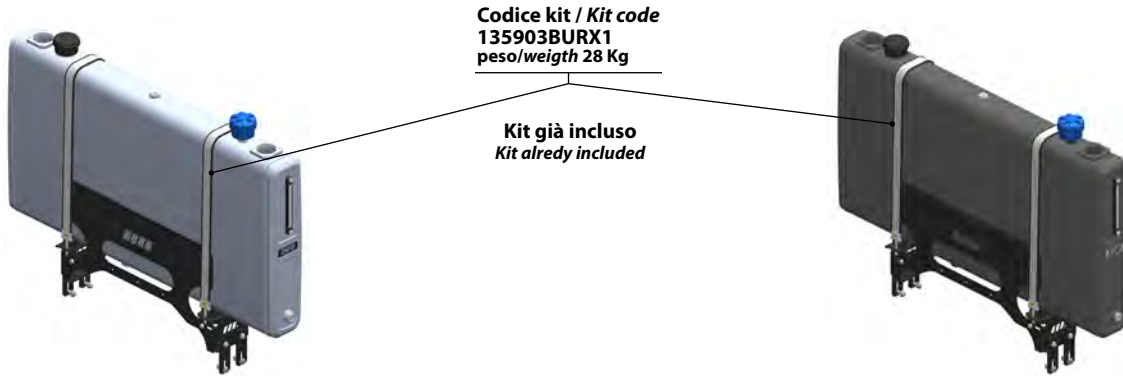 Codice kit / Kit code
135903BURX1
peso/weigth 28 Kg
Kit già incluso
Kit alredy included